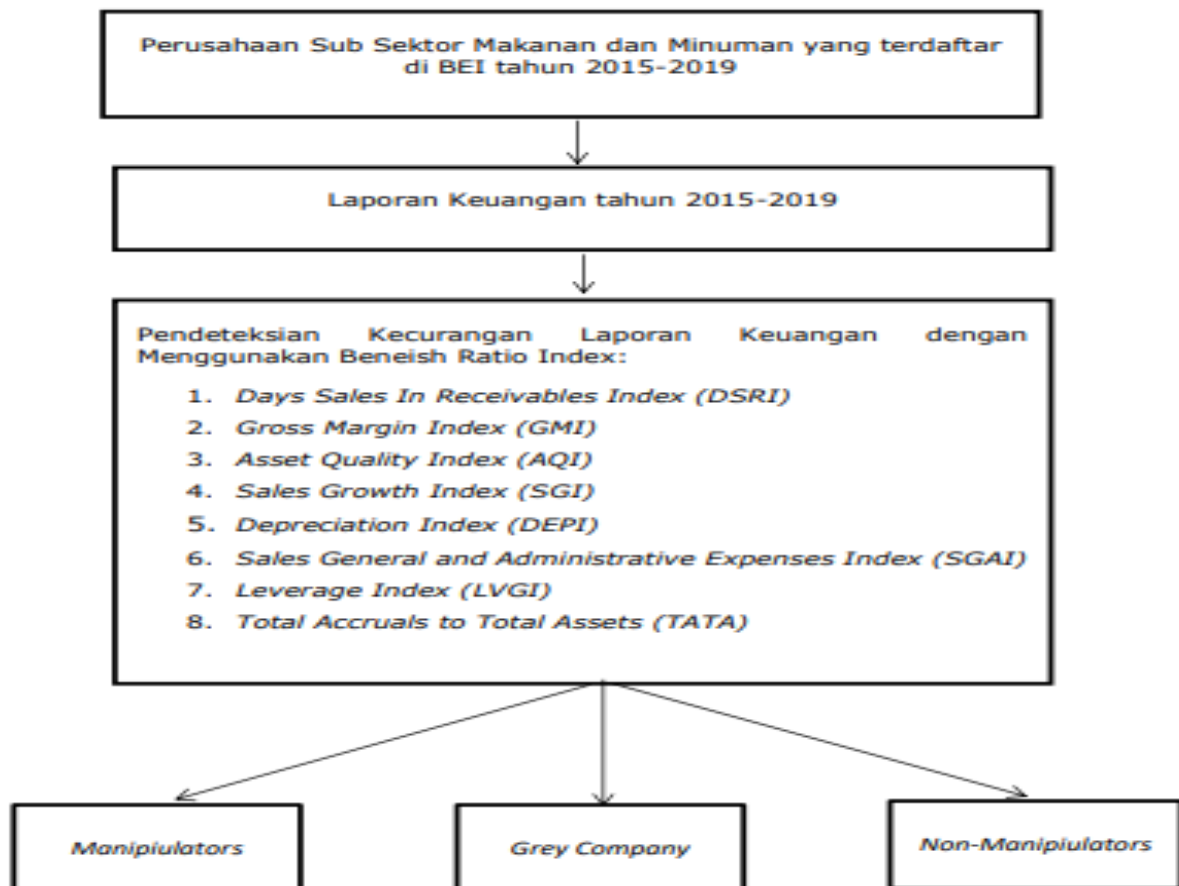 Perusahaan Sub Sektor Makanan dan Minuman yang terdaftar
di BEI tahun 2015-2019
Laporan Keuangan tahun 2015-2019
Pendeteksian Kecurangan Laporan Keuangan dengan
Menggunakan Beneish Ratio Index:
1. Days Sales In Receivables Index (DSRI)
2. Gross Margin Index (GMI)
3. Asset Quality Index (AQI)
4. Sales Growth Index (SGI)
5. Depreciation Index (DEPI)
6. Sales General and Administrative Expenses Index (SGAI)
7. Leverage Index (LVGI)
8. Total Accruals to Total Assets (TATA)
Manipiulators
Grey Company
Non-Manipiulators